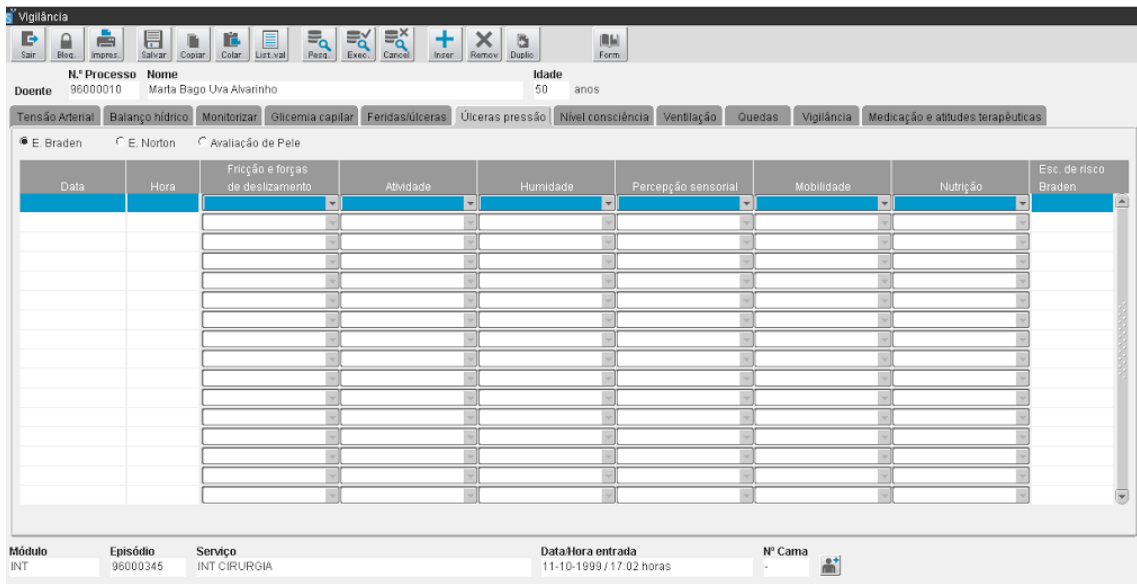 Vigilância
Sair Bloq. Impres. Salvar Copiar Colar List.val Pesq. Exec. Cancel Inser Remov Duplic Form
N.º Processo Nome Idade
Doente 96000010 Marta Bago Uva Alvarinho 50 anos
Tensão Arterial Balanço hídrico Monitorizar Glicemia capilar Feridas/úlceras Úlceras pressão Nível consciência Ventilação Quedas Vigilância Medicação e atitudes terapêuticas
E. Braden E. Norton Avaliação de Pele
Fricção e forças Esc. de risco
Data Hora de deslizamento Atividade Humidade Percepção sensorial Mobilidade Nutrição Braden
Módulo Episódio Serviço Data/Hora entrada Nº Cama
INT 96000345 INT CIRURGIA 11-10-1999 / 17:02 horas -